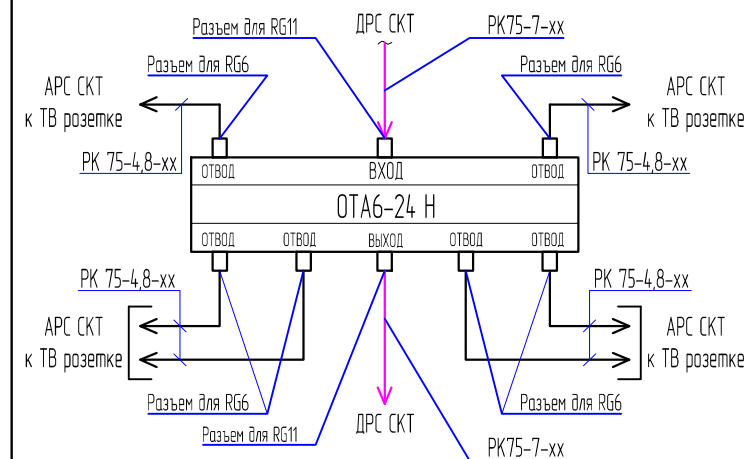 ДРС СКТ
Разъем для RG11
РК75-7-хх
Разъем для RG6
Разъем для RG6
АРС СКТ
к ТВ розетке
АРС СКТ
к ТВ розетке
РК 75-4,8-хх
РК 75-4,8-хх
ОТВОД
ВХОД
ОТВОД
ОТА6-24 Н
ОТВОД
ОТВОД
ВЫХОД
ОТВОД
ОТВОД
РК 75-4,8-хх
РК 75-4,8-хх
АРС СКТ
к ТВ розетке
АРС СКТ
к ТВ розетке
Разъем для RG6
Разъем для RG6
ДРС СКТ
Разъем для RG11
РК75-7-хх